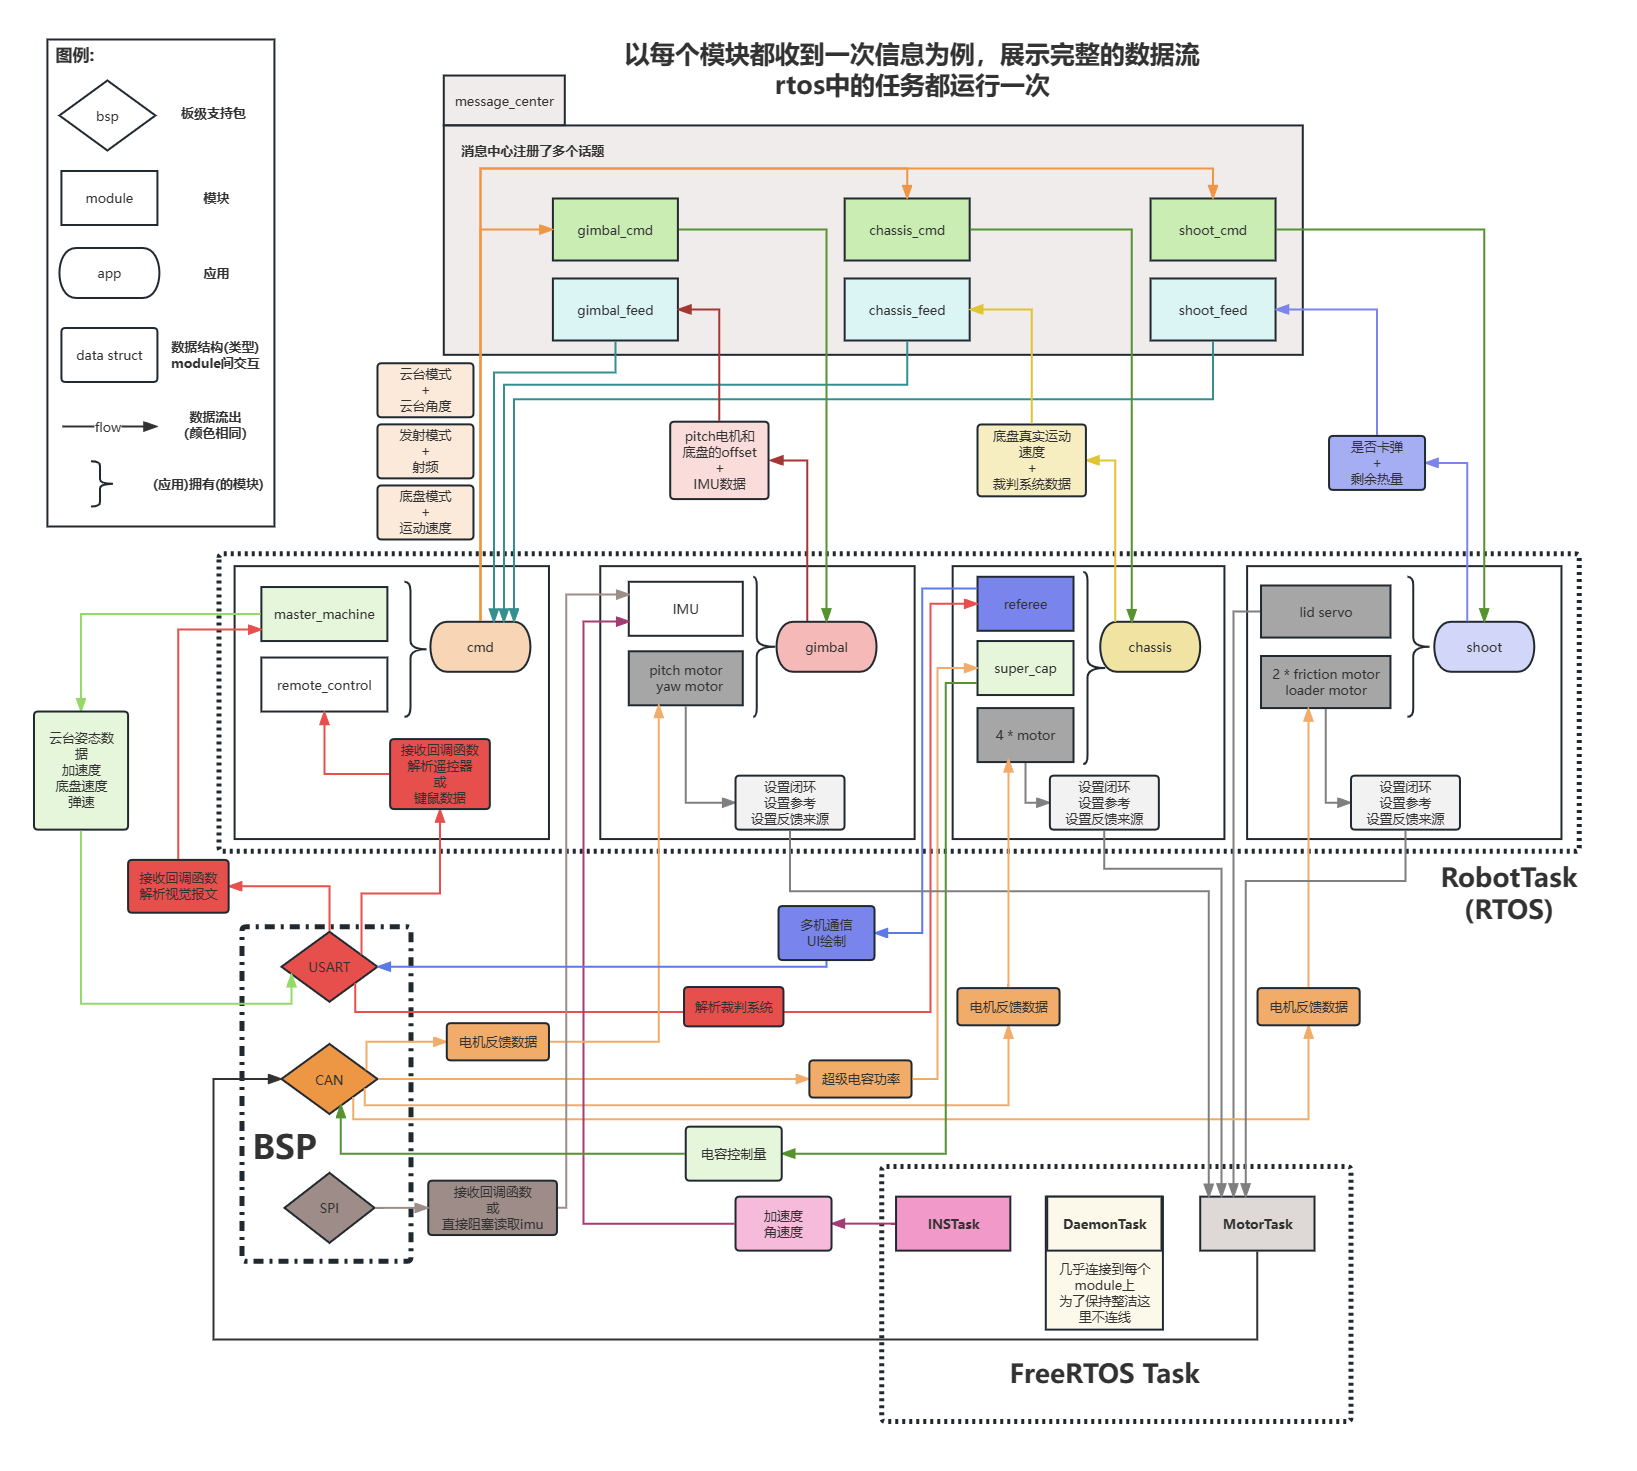 以每个模块都收到一次信息为例，展示完整的数据流
rtos中的任务都运行一次
图例:
bsp
板级支持包
module
模块
app
应用
data struct
数据结构(类型)
module间交互
flow
数据流出
(颜色相同)
(应用)拥有(的模块)
message_center
消息中心注册了多个话题
gimbal_cmd
chassis_cmd
shoot_cmd
gimbal_feed
chassis_feed
shoot_feed
云台模式
+
云台角度
发射模式
+
射频
底盘模式
+
运动速度
pitch电机和
底盘的offset
+
IMU数据
底盘真实运动
速度
+
裁判系统数据
是否卡弹
+
剩余热量
master_machine
remote_control
cmd
接收回调函数
解析遥控器
或
键鼠数据
IMU
pitch motor
yaw motor
gimbal
设置闭环
设置参考
设置反馈来源
referee
super_cap
4 * motor
chassis
设置闭环
设置参考
设置反馈来源
lid servo
2 * friction motor
loader motor
shoot
设置闭环
设置参考
设置反馈来源
RobotTask
(RTOS)
云台姿态数
据
加速度
底盘速度
弹速
接收回调函数
解析视觉报文
多机通信
UI绘制
USART
解析裁判系统
电机反馈数据
电机反馈数据
电机反馈数据
CAN
超级电容功率
BSP
电容控制量
SPI
接收回调函数
或
直接阻塞读取imu
加速度
角速度
INSTask
DaemonTask
几乎连接到每个
module上
为了保持整洁这
里不连线
MotorTask
FreeRTOS Task